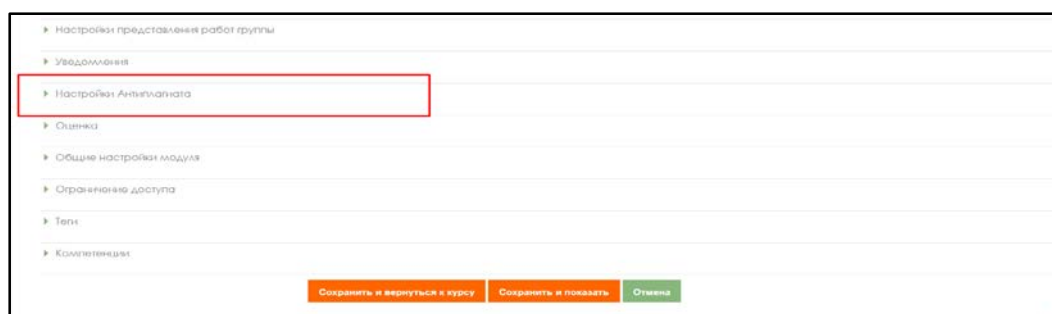 Настройки представления работ группы
Уведомления
Настройки Антиплагиата
Оценка
Общие настройки модуля
Ограничение доступа
Теги
Компетенции
Сохранить и вернуться к курсу Сохранить и показать Отмена